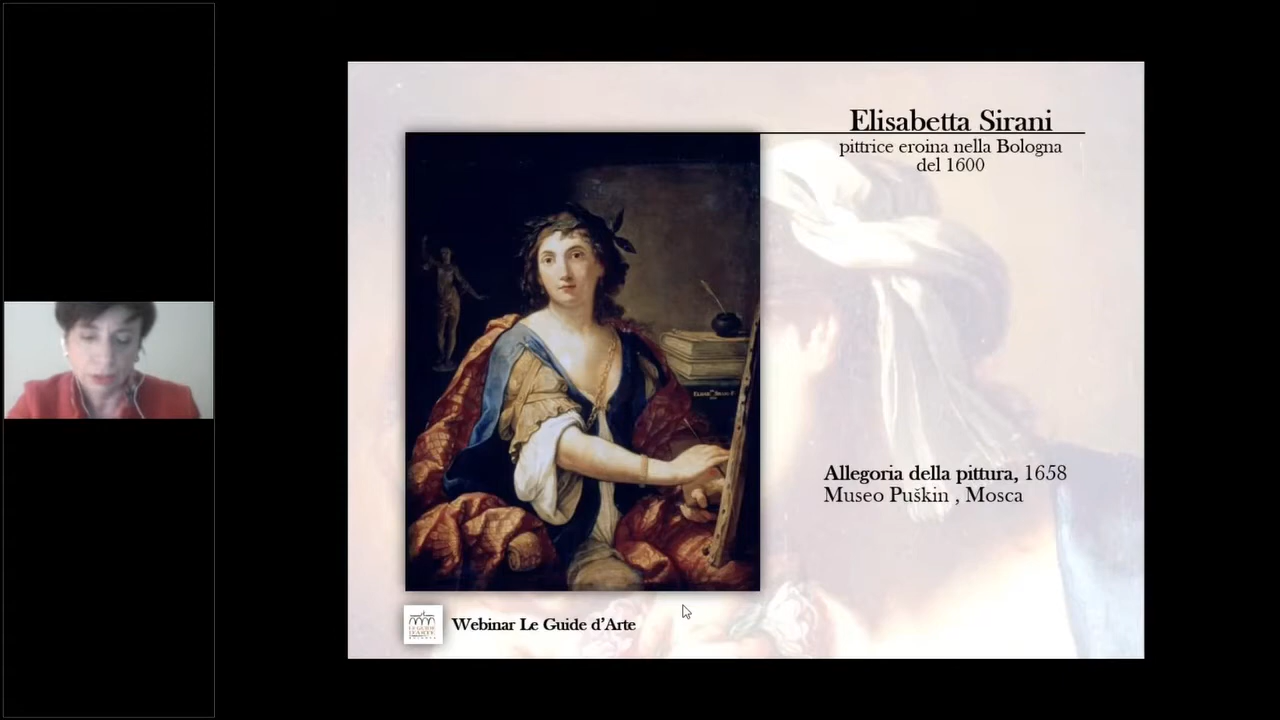 Elisabetta Sirani
pittrice eroina nella Bologna
del 1600
Allegoria della pittura, 1658
Museo Puškin , Mosca
Webinar Le Guide d'Arte